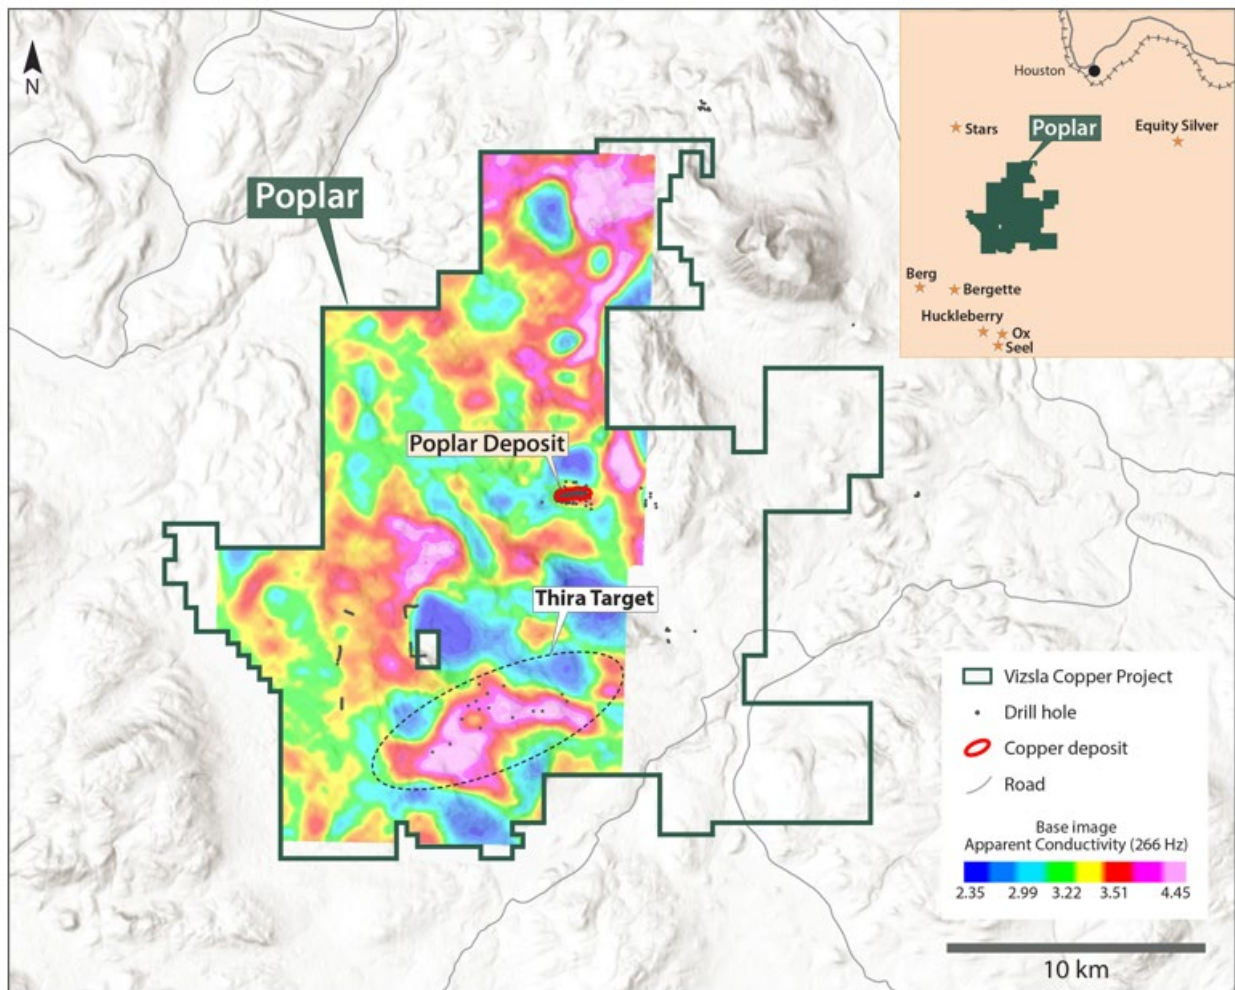 N
Houston
Stars
Poplar
Equity Silver
Berg
Bergette
Huckleberry
Ox
Seel
Poplar
Poplar Deposit
Thira Target
Vizsla Copper Project
Drill hole
Copper deposit
Road
Base image
Apparent Conductivity (266 Hz)
2.35 2.99 3.22 3.51 4.45
10 km